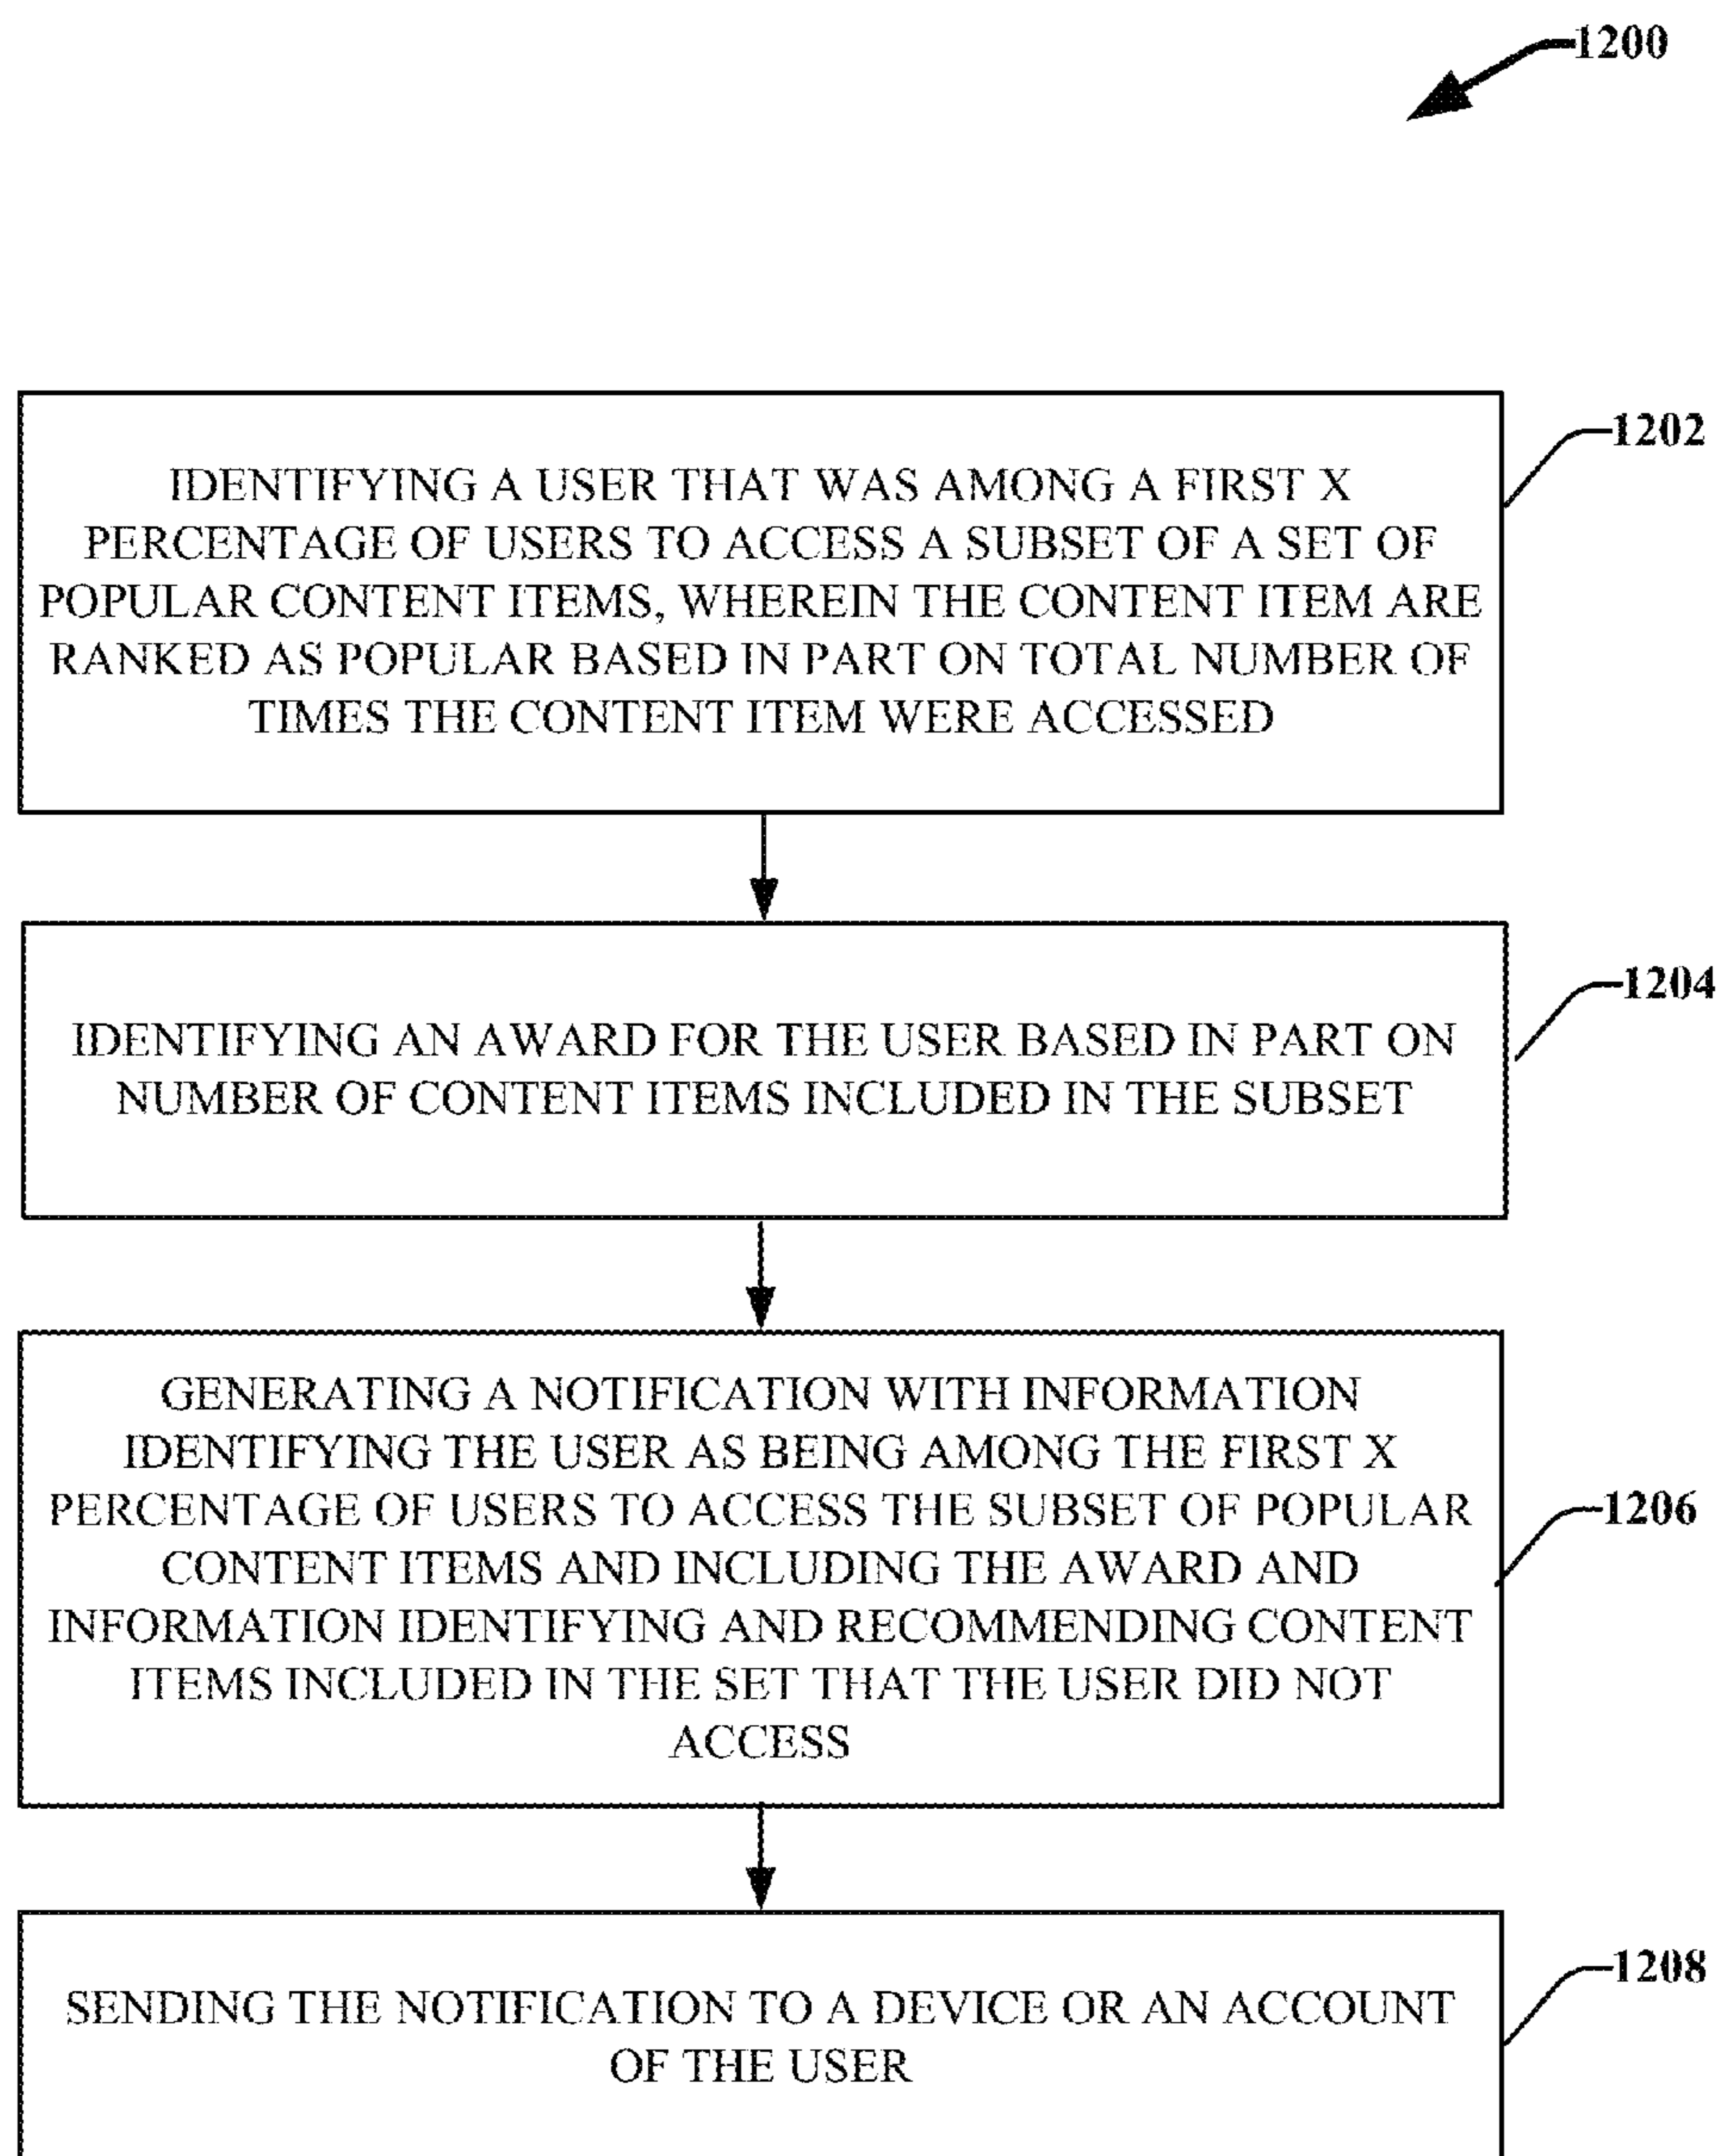 1200
IDENTIFYING A USER THAT WAS AMONG A FIRST X
PERCENTAGE OF USERS TO ACCESS A SUBSET OF A SET OF
POPULAR CONTENT ITEMS, WHEREIN THE CONTENT ITEM ARE
RANKED AS POPULAR BASED IN PART ON TOTAL NUMBER OF
TIMES THE CONTENT ITEM WERE ACCESSED
1202
IDENTIFYING AN AWARD FOR THE USER BASED IN PART ON
NUMBER OF CONTENT ITEMS INCLUDED IN THE SUBSET
1204
GENERATING A NOTIFICATION WITH INFORMATION
IDENTIFYING THE USER AS BEING AMONG THE FIRST X
PERCENTAGE OF USERS TO ACCESS THE SUBSET OF POPULAR
CONTENT ITEMS AND INCLUDING THE AWARD AND
INFORMATION IDENTIFYING AND RECOMMENDING CONTENT
ITEMS INCLUDED IN THE SET THAT THE USER DID NOT
ACCESS
1206
SENDING THE NOTIFICATION TO A DEVICE OR AN ACCOUNT
OF THE USER
1208